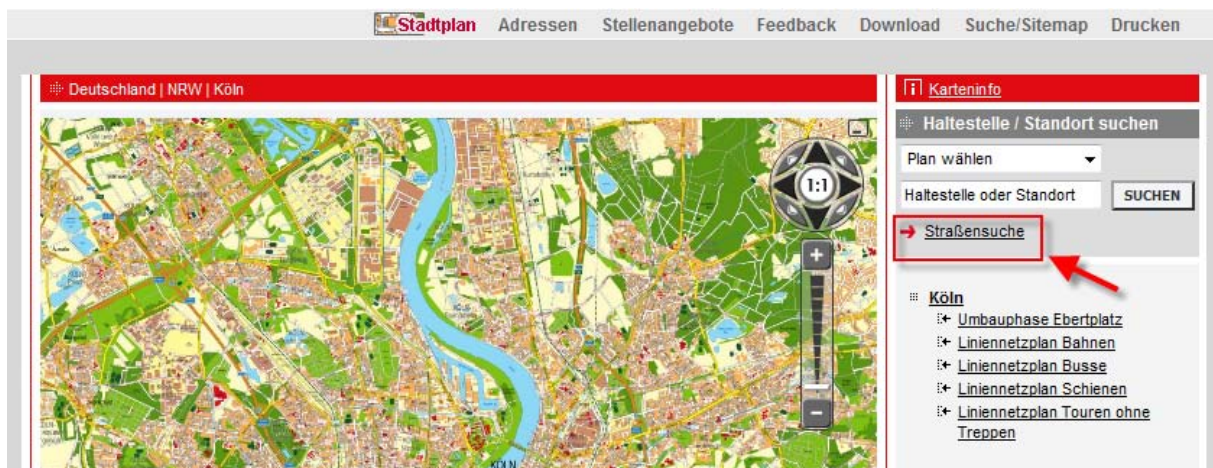 Stadtplan Adressen Stellenangebote Feedback Download Suche/Sitemap Drucken
Deutschland | NRW | Köln
Karteninfo
Haltestelle / Standort suchen
Plan wählen
Haltestelle oder Standort SUCHEN
Straßensuche
1:1
Köln
Umbauphase Ebertplatz
Liniennetzplan Bahnen
Liniennetzplan Busse
Liniennetzplan Schienen
Liniennetzplan Touren ohne
Treppen
KÖLN